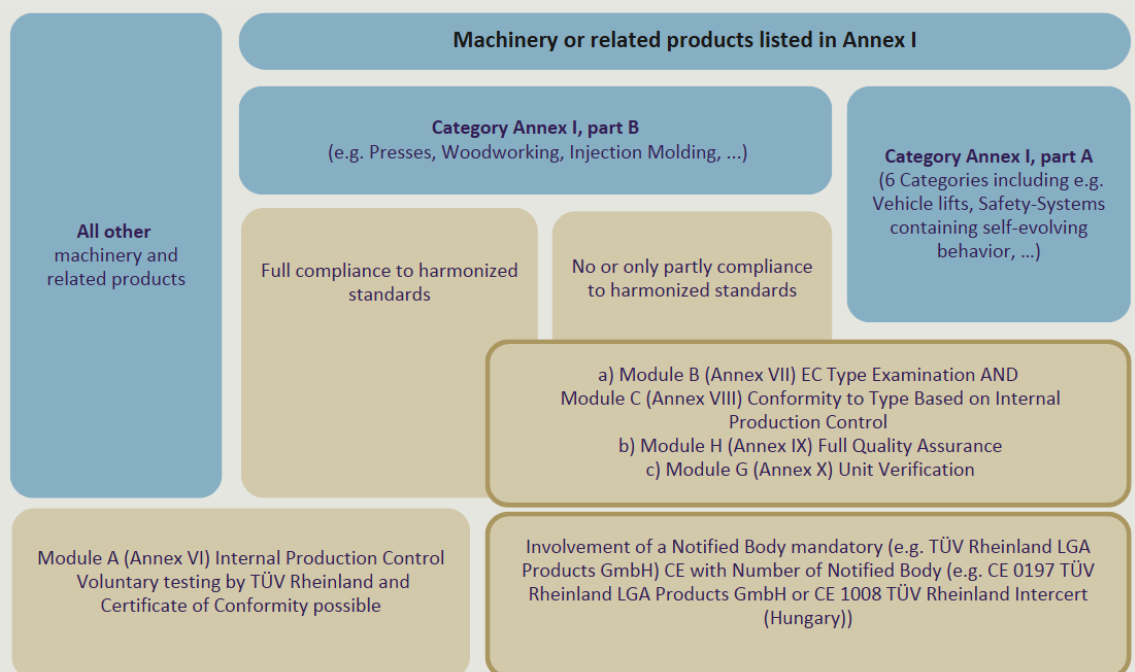 Machinery or related products listed in Annex I
All other
machinery and
related products
Category Annex I, part B
(e.g. Presses, Woodworking, Injection Molding, ...)
Category Annex I, part A
(6 Categories including e.g.
Vehicle lifts, Safety-Systems
containing self-evolving
behavior, ...)
Full compliance to harmonized
standards
No or only partly compliance
to harmonized standards
a) Module B (Annex VII) EC Type Examination AND
Module C (Annex VIII) Conformity to Type Based on Internal
Production Control
b) Module H (Annex IX) Full Quality Assurance
c) Module G (Annex X) Unit Verification
Module A (Annex VI) Internal Production Control
Voluntary testing by TÜV Rheinland and
Certificate of Conformity possible
Involvement of a Notified Body mandatory (e.g. TÜV Rheinland LGA
Products GmbH) CE with Number of Notified Body (e.g. CE 0197 TÜV
Rheinland LGA Products GmbH or CE 1008 TÜV Rheinland Intercert
(Hungary))